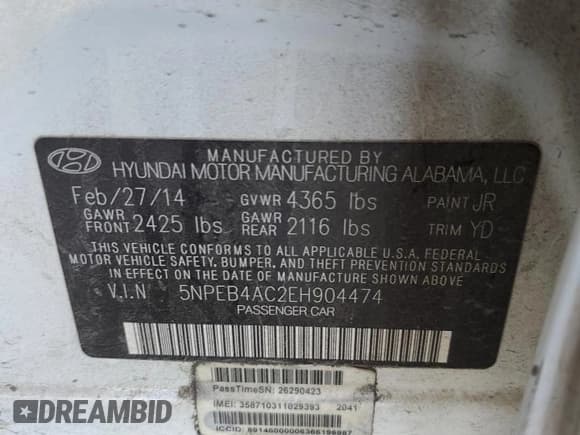 MANUFACTURED BY
HYUNDAI MOTOR MANUFACTURING ALABAMA, LLC
Feb/27/14 GVWR 4365 lbs PAINT JR
GAWR FRONT 2425 lbs GAWR REAR 2116 lbs TRIM YD
THIS VEHICLE CONFORMS TO ALL APPLICABLE U.S.A. FEDERAL
MOTOR VEHICLE SAFETY, BUMPER, AND THEFT PREVENTION STANDARDS
IN EFFECT ON THE DATE OF MANUFACTURE SHOWN ABOVE.
V.I.N 5NPEB4AC2EH904474
PASSENGER CAR
PassTimeSN: 26290423
IMEI: 358710311029393 2041
ICCID:
DEALERSHIP
AUCTIONS